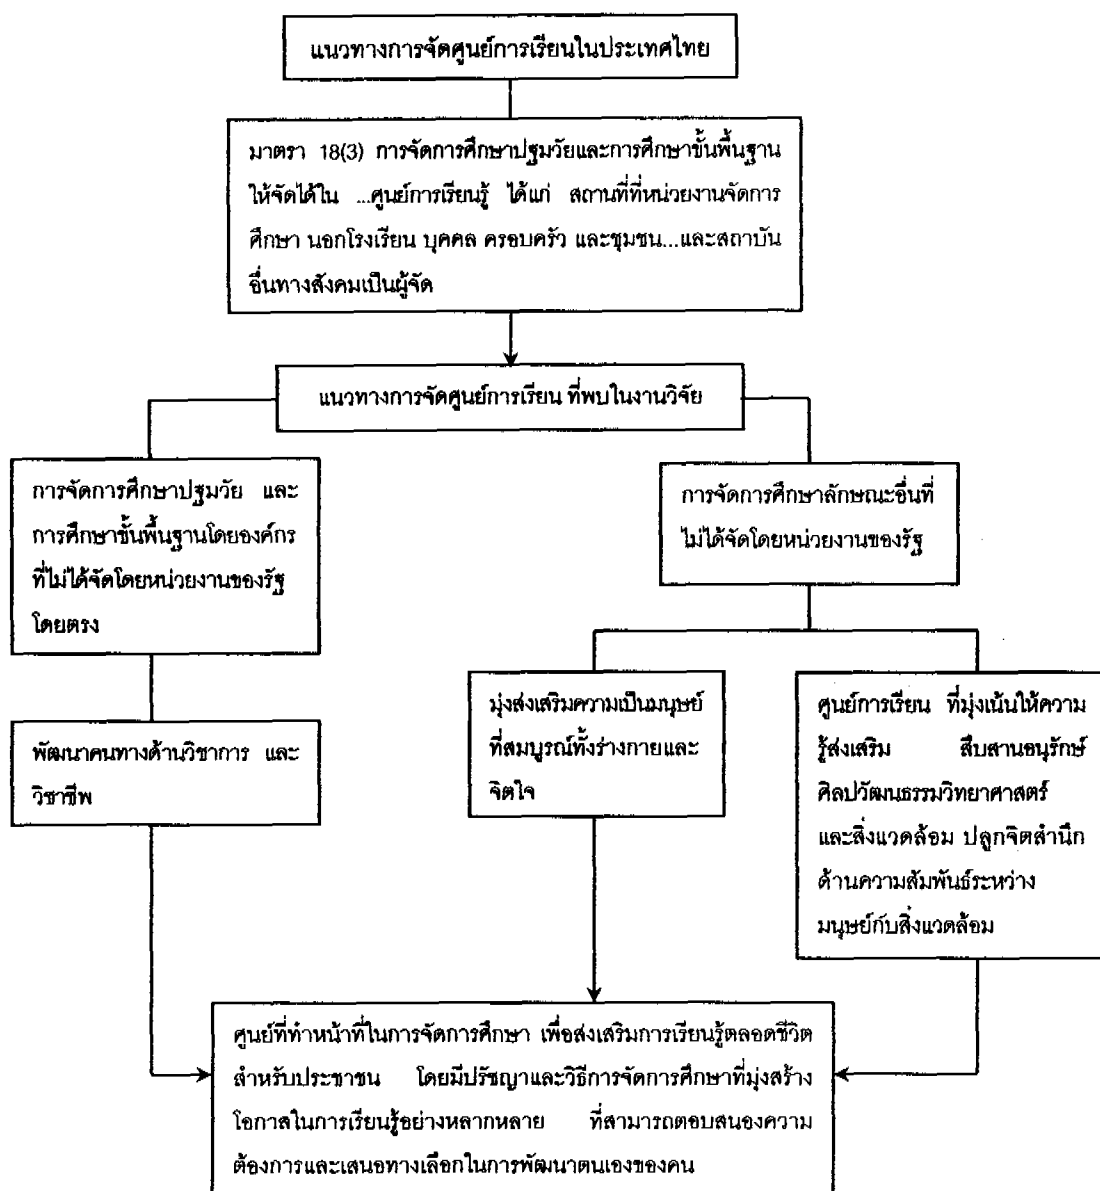 แนวทางการจัดศูนย์การเรียนในประเทศไทย
มาตรา 18(3) การจัดการศึกษาปฐมวัยและการศึกษาขั้นพื้นฐาน
ให้จัดได้ใน ...ศูนย์การเรียนรู้ ได้แก่ สถานที่ที่หน่วยงานจัดการ
ศึกษา นอกโรงเรียน บุคคล ครอบครัว และชุมชน...และสถาบัน
อื่นทางสังคมเป็นผู้จัด
แนวทางการจัดศูนย์การเรียน ที่พบในงานวิจัย
การจัดการศึกษาปฐมวัย และ
การศึกษาขั้นพื้นฐานโดยองค์กร
ที่ไม่ได้จัดโดยหน่วยงานของรัฐ
โดยตรง
การจัดการศึกษาลักษณะอื่นที่
ไม่ได้จัดโดยหน่วยงานของรัฐ
พัฒนาคนทางด้านวิชาการ และ
วิชาชีพ
มุ่งส่งเสริมความเป็นมนุษย์
ที่สมบูรณ์ทั้งร่างกายและ
จิตใจ
ศูนย์การเรียน ที่มุ่งเน้นให้ความ
รู้ส่งเสริม สืบสานอนุรักษ์
ศิลปวัฒนธรรมวิทยาศาสตร์
และสิ่งแวดล้อม ปลูกจิตสำนึก
ด้านความสัมพันธ์ระหว่าง
มนุษย์กับสิ่งแวดล้อม
ศูนย์ที่ทำหน้าที่ในการจัดการศึกษา เพื่อส่งเสริมการเรียนรู้ตลอดชีวิต
สำหรับประชาชน โดยมีปรัชญาและวิธีการจัดการศึกษาที่มุ่งสร้าง
โอกาสในการเรียนรู้อย่างหลากหลาย ที่สามารถตอบสนองความ
ต้องการและเสนอทางเลือกในการพัฒนาตนเองของคน